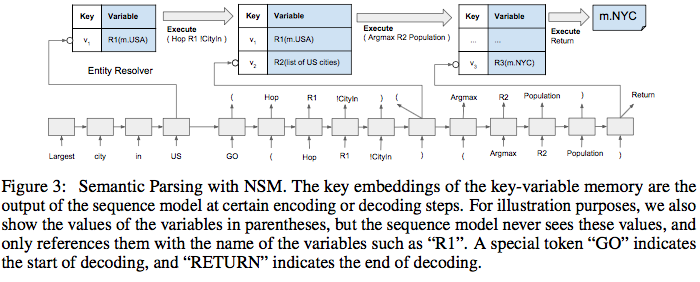 Key Variable
v1 R1(m.USA)
Entity Resolver
Execute
( Hop R1 !CityIn )
Key Variable
v1 R1(m.USA)
v2 R2(list of US cities)
Execute
( Argmax R2 Population )
Key Variable
... ...
v3 R3(m.NYC)
Execute
Return
m.NYC
( Hop R1 !CityIn ) ( Argmax R2 Population ) Return
Largest city in US GO ( Hop R1 !CityIn ) ( Argmax R2 Population )
Figure 3: Semantic Parsing with NSM. The key embeddings of the key-variable memory are the
output of the sequence model at certain encoding or decoding steps. For illustration purposes, we also
show the values of the variables in parentheses, but the sequence model never sees these values, and
only references them with the name of the variables such as “R1”. A special token “GO” indicates
the start of decoding, and “RETURN” indicates the end of decoding.